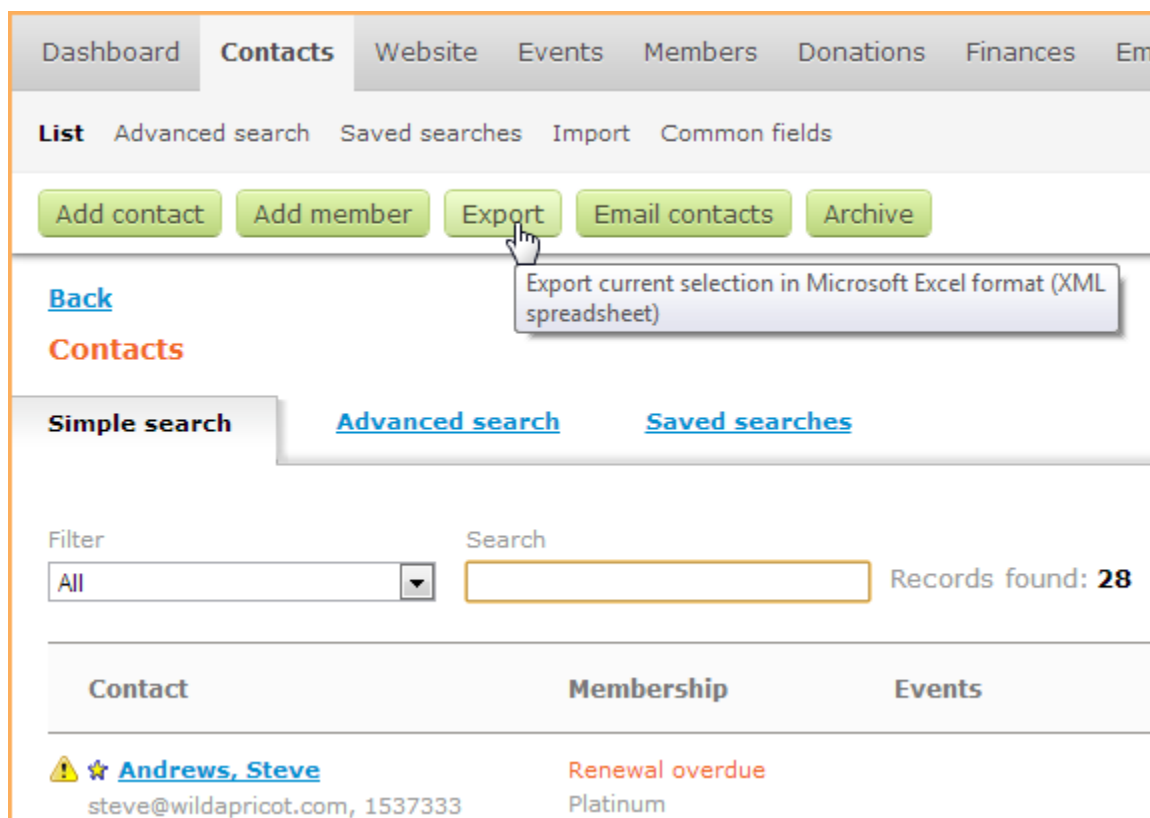 Dashboard Contacts Website Events Members Donations Finances Em
List Advanced search Saved searches Import Common fields
Add contact Add member Export Email contacts Archive
Export current selection in Microsoft Excel format (XML
spreadsheet)
Back
Contacts
Simple search Advanced search Saved searches
Filter Search
All Records found: 28
Contact Membership Events
Andrews, Steve Renewal overdue
steve@wildapricot.com, 1537333 Platinum